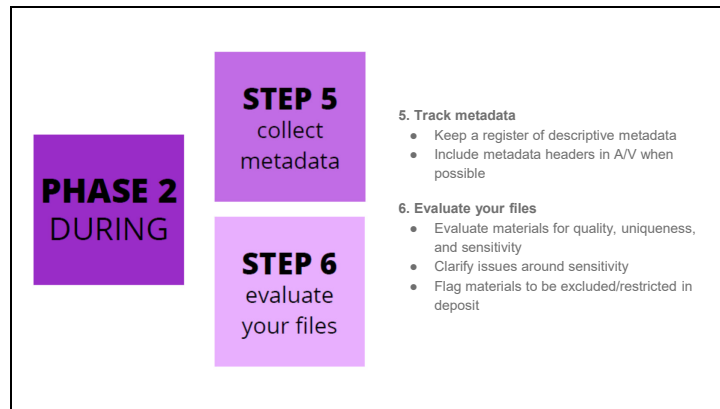 PHASE 2
DURING
STEP 5
collect
metadata
STEP 6
evaluate
your files
5. Track metadata
● Keep a register of descriptive metadata
● Include metadata headers in A/V when
possible
6. Evaluate your files
● Evaluate materials for quality, uniqueness,
and sensitivity
● Clarify issues around sensitivity
● Flag materials to be excluded/restricted in
deposit